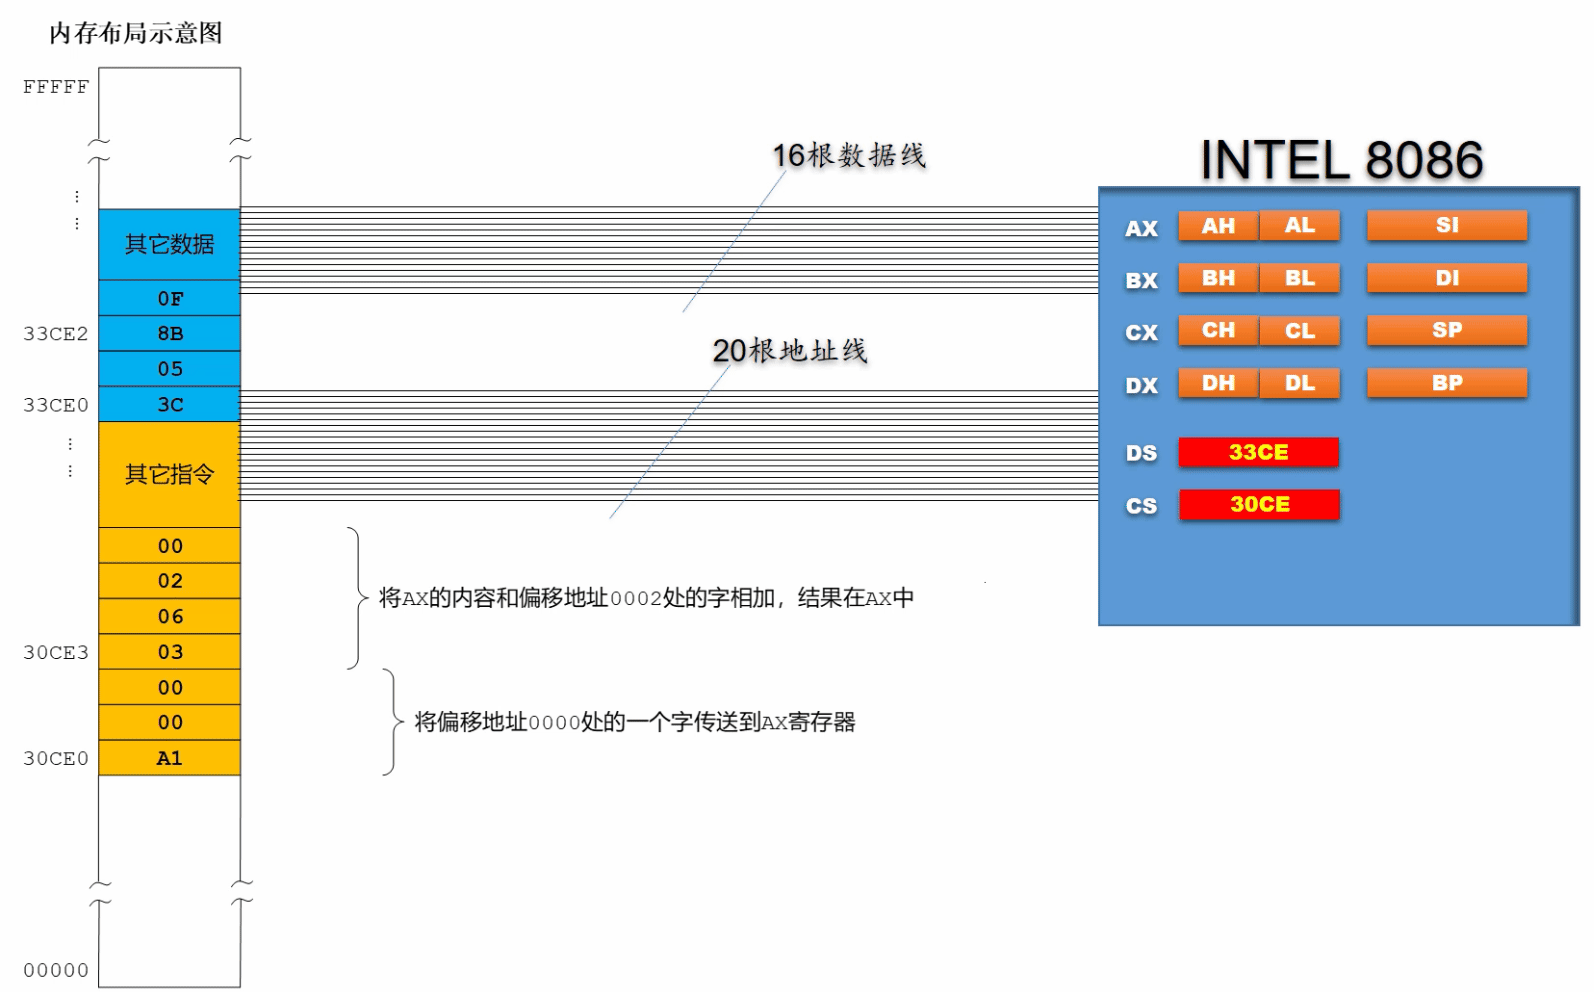 内存布局示意图
FFFFF
16根数据线
INTEL 8086
其它数据
0F
33CE2 8B
05
33CE0 3C
20根地址线
AX AH AL SI
BX BH BL DI
CX CH CL SP
DX DH DL BP
DS 33CE
CS 30CE
其它指令
00
02
06
30CE3 03
将AX的内容和偏移地址0002处的字相加，结果在AX中
00
00
30CE0 A1
将偏移地址0000处的一个字传送到AX寄存器
00000